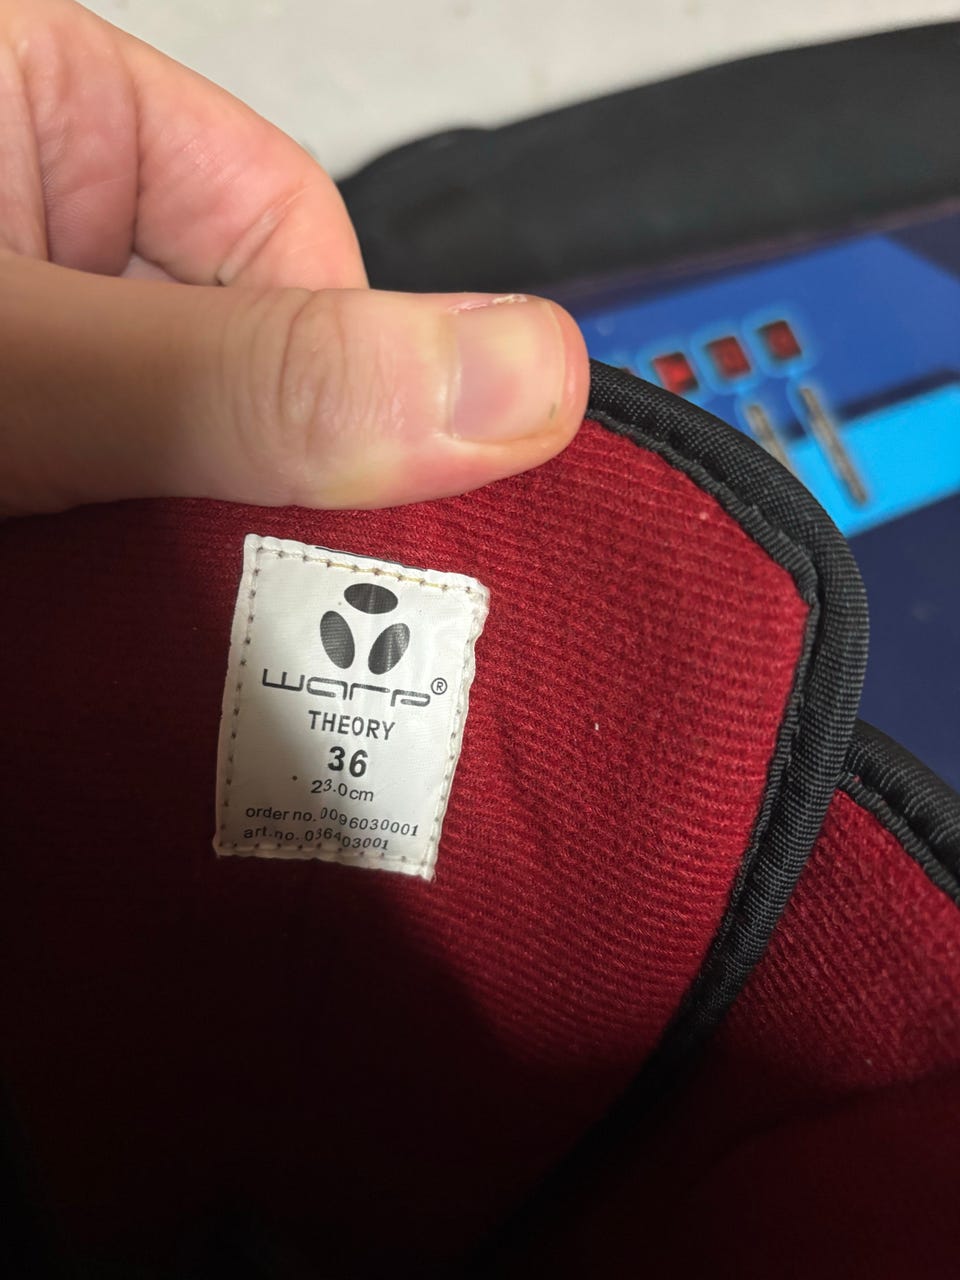 warp®
THEORY
36
23.0cm
order no. 0096030001
art.no. 036403001